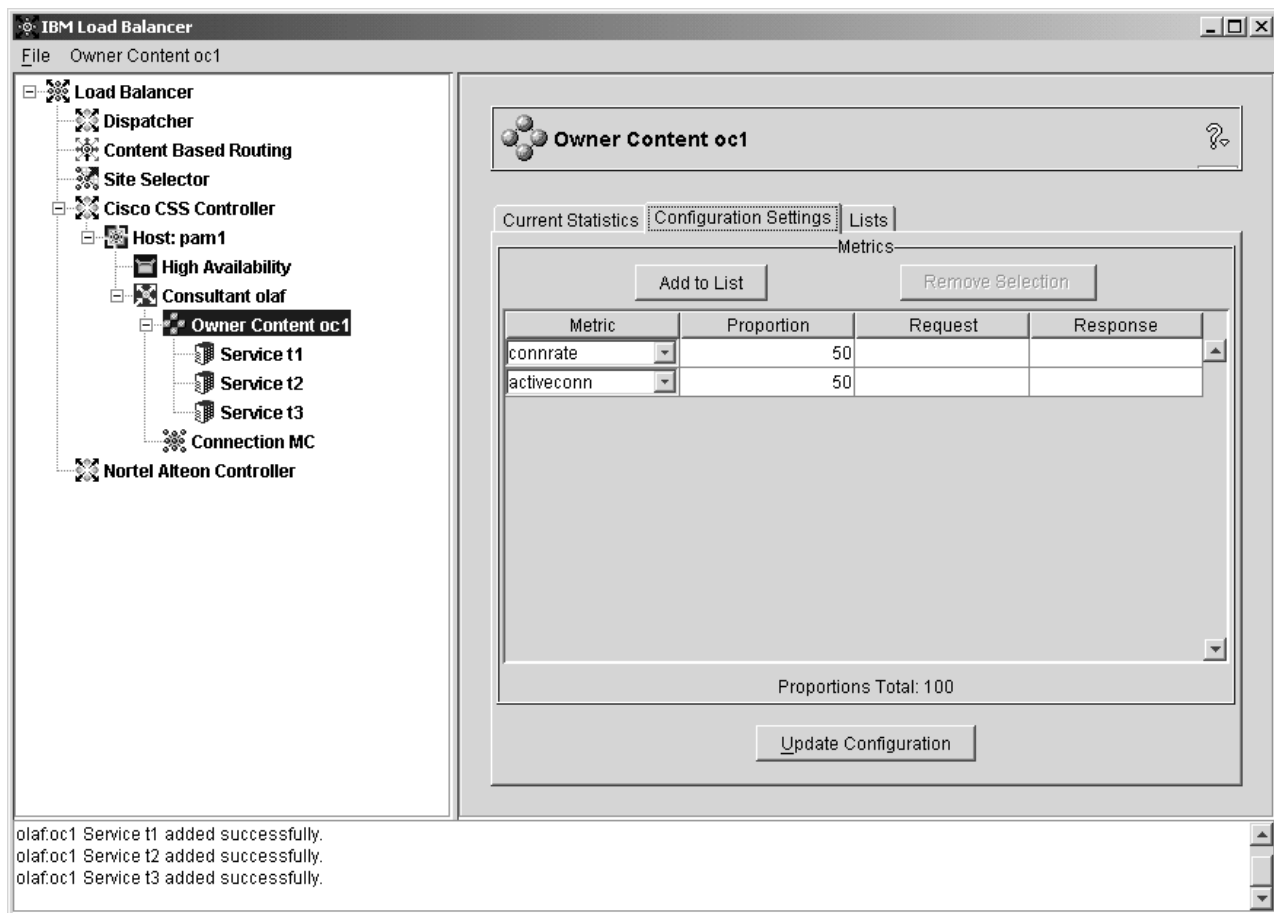 IBM Load Balancer
File Owner Content oc1
Load Balancer
Dispatcher
Content Based Routing
Site Selector
Cisco CSS Controller
Host: pam1
High Availability
Consultant olaf
Owner Content oc1
Service t1
Service t2
Service t3
Connection MC
Nortel Alteon Controller
Owner Content oc1
?
Current Statistics Configuration Settings Lists
Metrics
Add to List Remove Selection
Metric Proportion Request Response
connrate 50
activeconn 50
Proportions Total: 100
Update Configuration
olaf:oc1 Service t1 added successfully.
olaf:oc1 Service t2 added successfully.
olaf:oc1 Service t3 added successfully.